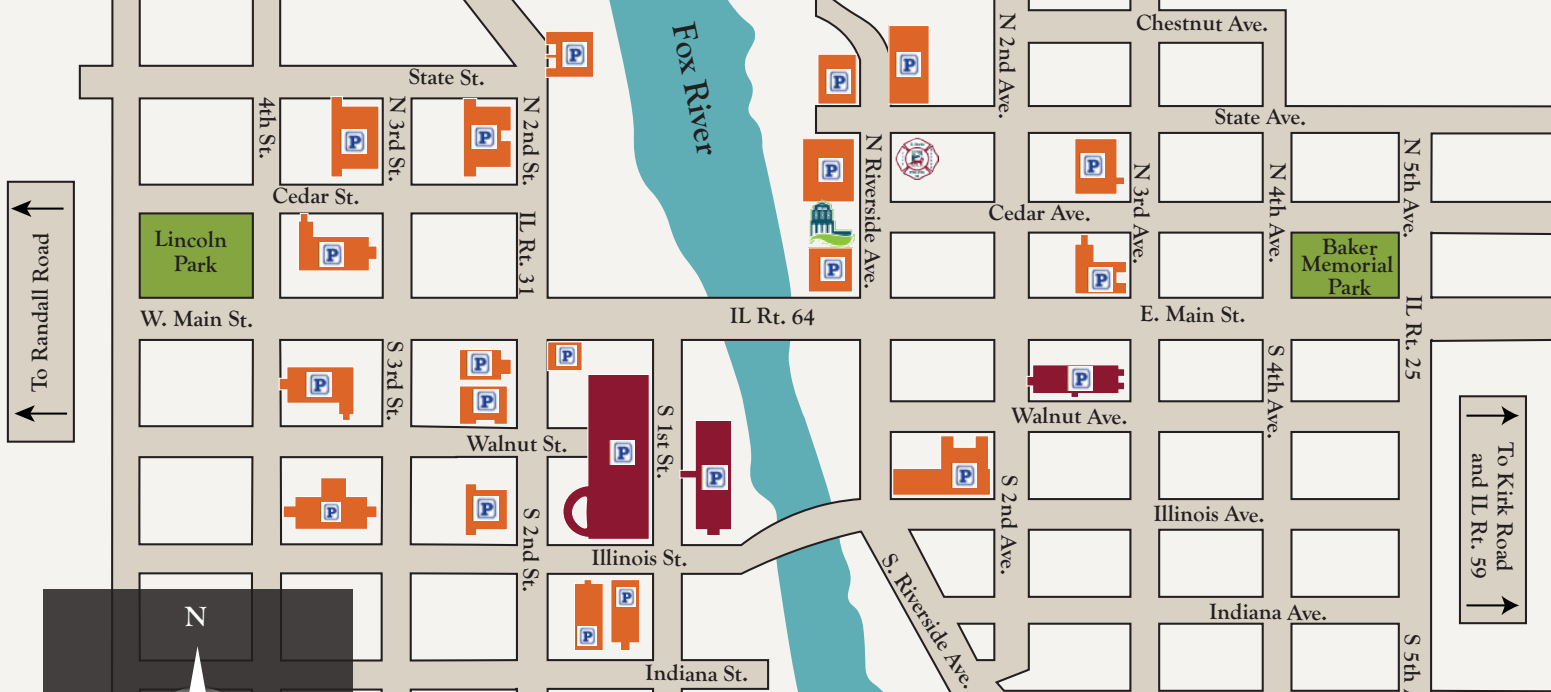 Chestnut Ave.
Fox River
N 2nd Ave.
State St.
P
P
P
State Ave.
4th St.
N 3rd St.
N 2nd St.
P
P
N Riverside Ave.
P
P
N 3rd Ave.
N 4th Ave.
N 5th Ave.
Cedar St.
Cedar Ave.
To Randall Road
Lincoln
Park
P
IL Rt. 31
P
P
Baker
Memorial
Park
W. Main St.
IL Rt. 64
E. Main St.
IL Rt. 25
S 3rd St.
P
P
P
P
S 1st St.
P
S 4th Ave.
Walnut Ave.
Walnut St.
P
P
P
To Kirk Road
and IL Rt. 59
P
P
S 2nd St.
S 2nd Ave.
Illinois Ave.
Illinois St.
S. Riverside Ave.
P
P
Indiana Ave.
N
Indiana St.
S 5th